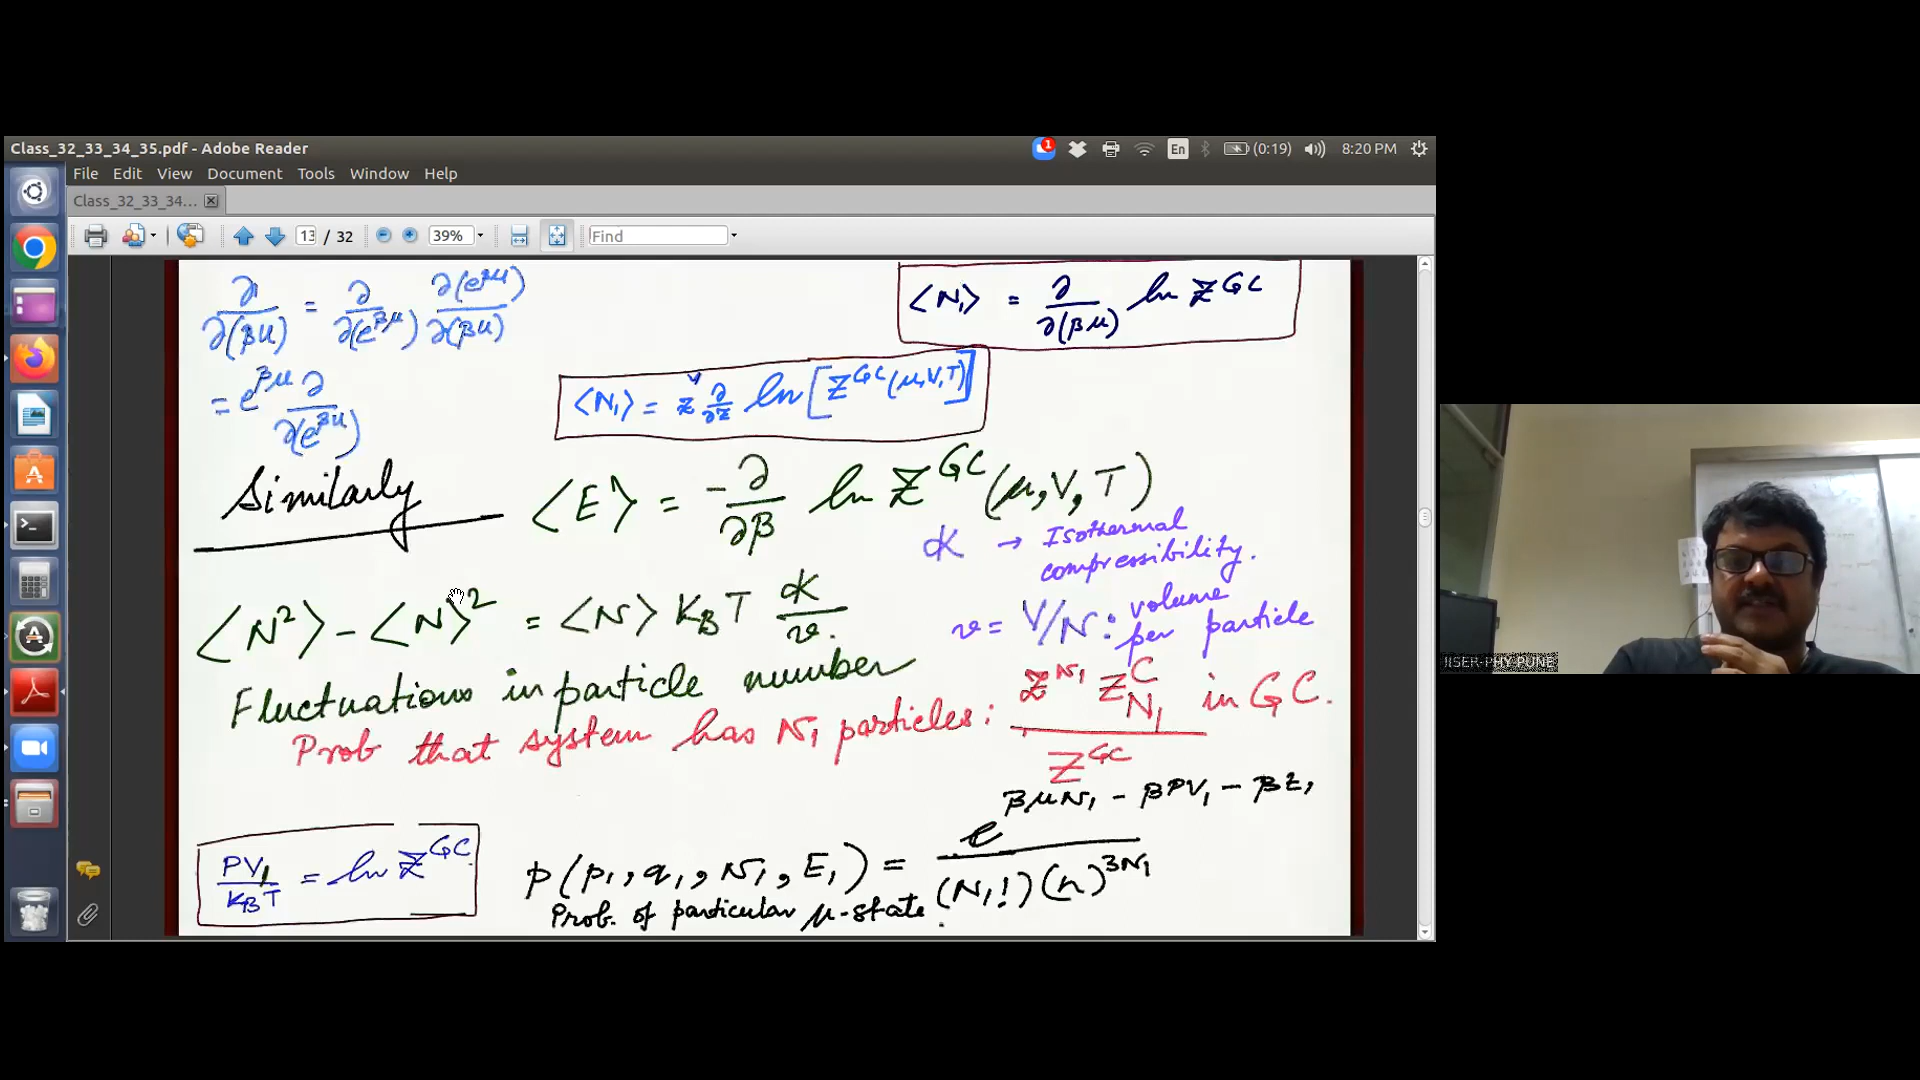 Class_32_33_34_35.pdf - Adobe Reader
1 En (0:19) 8:20 PM
File Edit View Document Tools Window Help
Class_32_33_34...
13 / 32 39% Find
∂/∂(βμ) = ∂/∂(e^βμ) ∂(e^βμ)/∂(βμ)
= e^βμ ∂/∂(e^βμ)
⟨N₁⟩ = ∂/∂(βμ) ln Z^GC
⟨N₁⟩ = z ∂/∂z ln [Z^GC(μ,V,T)]
Similarly ⟨E⟩ = -∂/∂β ln Z^GC(μ,V,T)
α → Isothermal
compressibility.
⟨N²⟩ - ⟨N⟩² = ⟨N⟩ K_B T α/v.
v = V/N : volume
per particle
Fluctuations in particle number
Prob that system has N₁ particles: z^N₁ Z^C_N₁ / Z^GC in GC.
PV₁/K_BT = ln Z^GC
p(p₁, q₁, N₁, E₁) = e^(βμN₁ - βPV₁ - βE₁) / (N₁!)(h)^3N₁
Prob. of particular μ-state.
IISER-PHY-PUNE